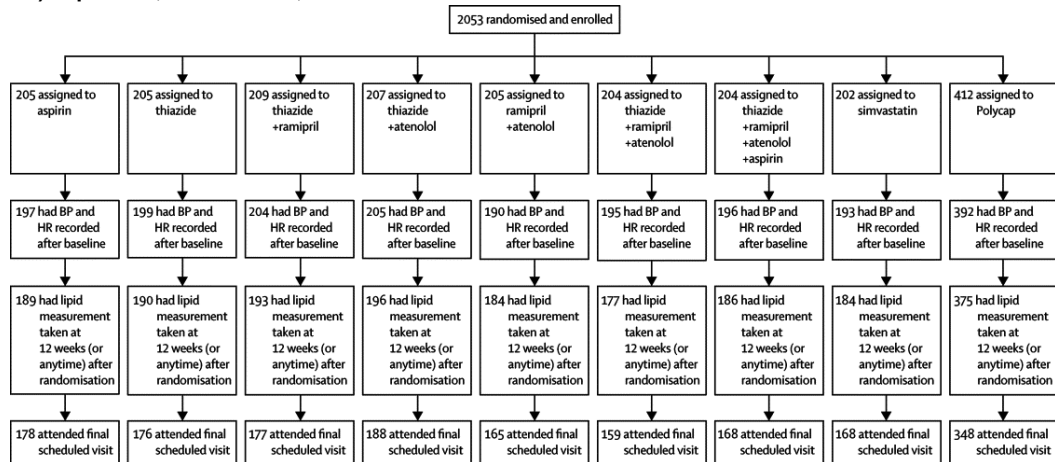 2053 randomised and enrolled
205 assigned to
aspirin
205 assigned to
thiazide
209 assigned to
thiazide
+ramipril
207 assigned to
thiazide
+atenolol
205 assigned to
ramipril
+atenolol
204 assigned to
thiazide
+ramipril
+atenolol
204 assigned to
thiazide
+ramipril
+atenolol
+aspirin
202 assigned to
simvastatin
412 assigned to
Polycap
197 had BP and
HR recorded
after baseline
199 had BP and
HR recorded
after baseline
204 had BP and
HR recorded
after baseline
205 had BP and
HR recorded
after baseline
190 had BP and
HR recorded
after baseline
195 had BP and
HR recorded
after baseline
196 had BP and
HR recorded
after baseline
193 had BP and
HR recorded
after baseline
392 had BP and
HR recorded
after baseline
189 had lipid
measurement
taken at
12 weeks (or
anytime) after
randomisation
190 had lipid
measurement
taken at
12 weeks (or
anytime) after
randomisation
193 had lipid
measurement
taken at
12 weeks (or
anytime) after
randomisation
196 had lipid
measurement
taken at
12 weeks (or
anytime) after
randomisation
184 had lipid
measurement
taken at
12 weeks (or
anytime) after
randomisation
177 had lipid
measurement
taken at
12 weeks (or
anytime) after
randomisation
186 had lipid
measurement
taken at
12 weeks (or
anytime) after
randomisation
184 had lipid
measurement
taken at
12 weeks (or
anytime) after
randomisation
375 had lipid
measurement
taken at
12 weeks (or
anytime) after
randomisation
178 attended final
scheduled visit
176 attended final
scheduled visit
177 attended final
scheduled visit
188 attended final
scheduled visit
165 attended final
scheduled visit
159 attended final
scheduled visit
168 attended final
scheduled visit
168 attended final
scheduled visit
348 attended final
scheduled visit